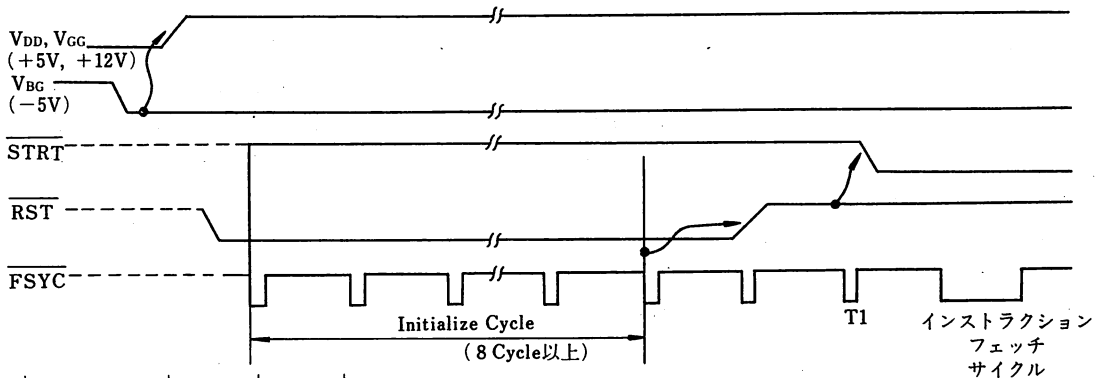 VDD, VGG
(+5V, +12V)
VBG
(−5V)
STRT
RST
FSYC
Initialize Cycle
(8 Cycle以上)
T1
インストラクション
フェッチ
サイクル